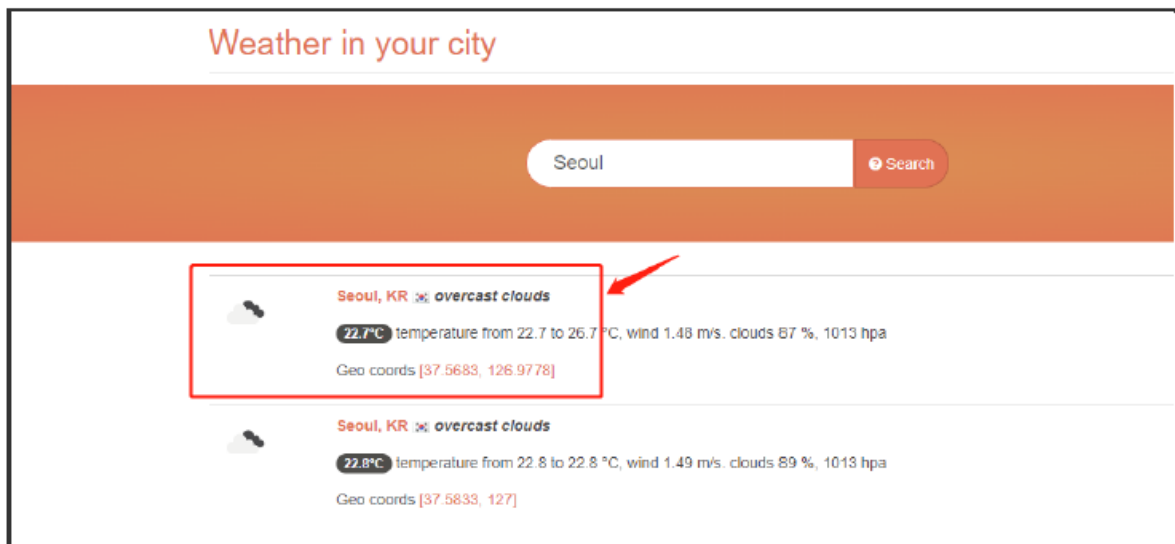 Weather in your city
Seoul
Search
Seoul, KR overcast clouds
22.7°C temperature from 22.7 to 26.7 °C, wind 1.48 m/s. clouds 87 %, 1013 hpa
Geo coords [37.5683, 126.9778]
Seoul, KR overcast clouds
22.8°C temperature from 22.8 to 22.8 °C, wind 1.49 m/s. clouds 89 %, 1013 hpa
Geo coords [37.5833, 127]